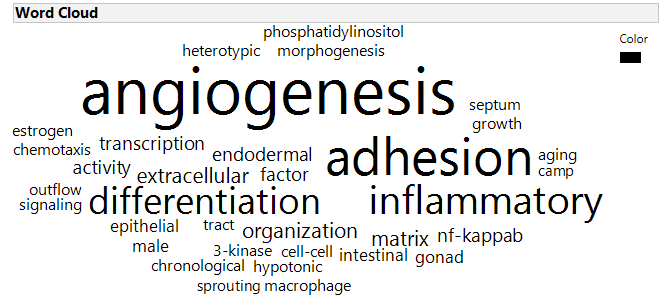 Word Cloud
phosphatidylinositol
heterotypic morphogenesis
Color
angiogenesis
septum
growth
estrogen
chemotaxis transcription
endodermal
adhesion
aging
camp
activity
extracellular factor
outflow
signaling
differentiation
inflammatory
epithelial
tract
organization
matrix
nf-kappab
male
3-kinase cell-cell intestinal gonad
chronological hypotonic
sprouting macrophage